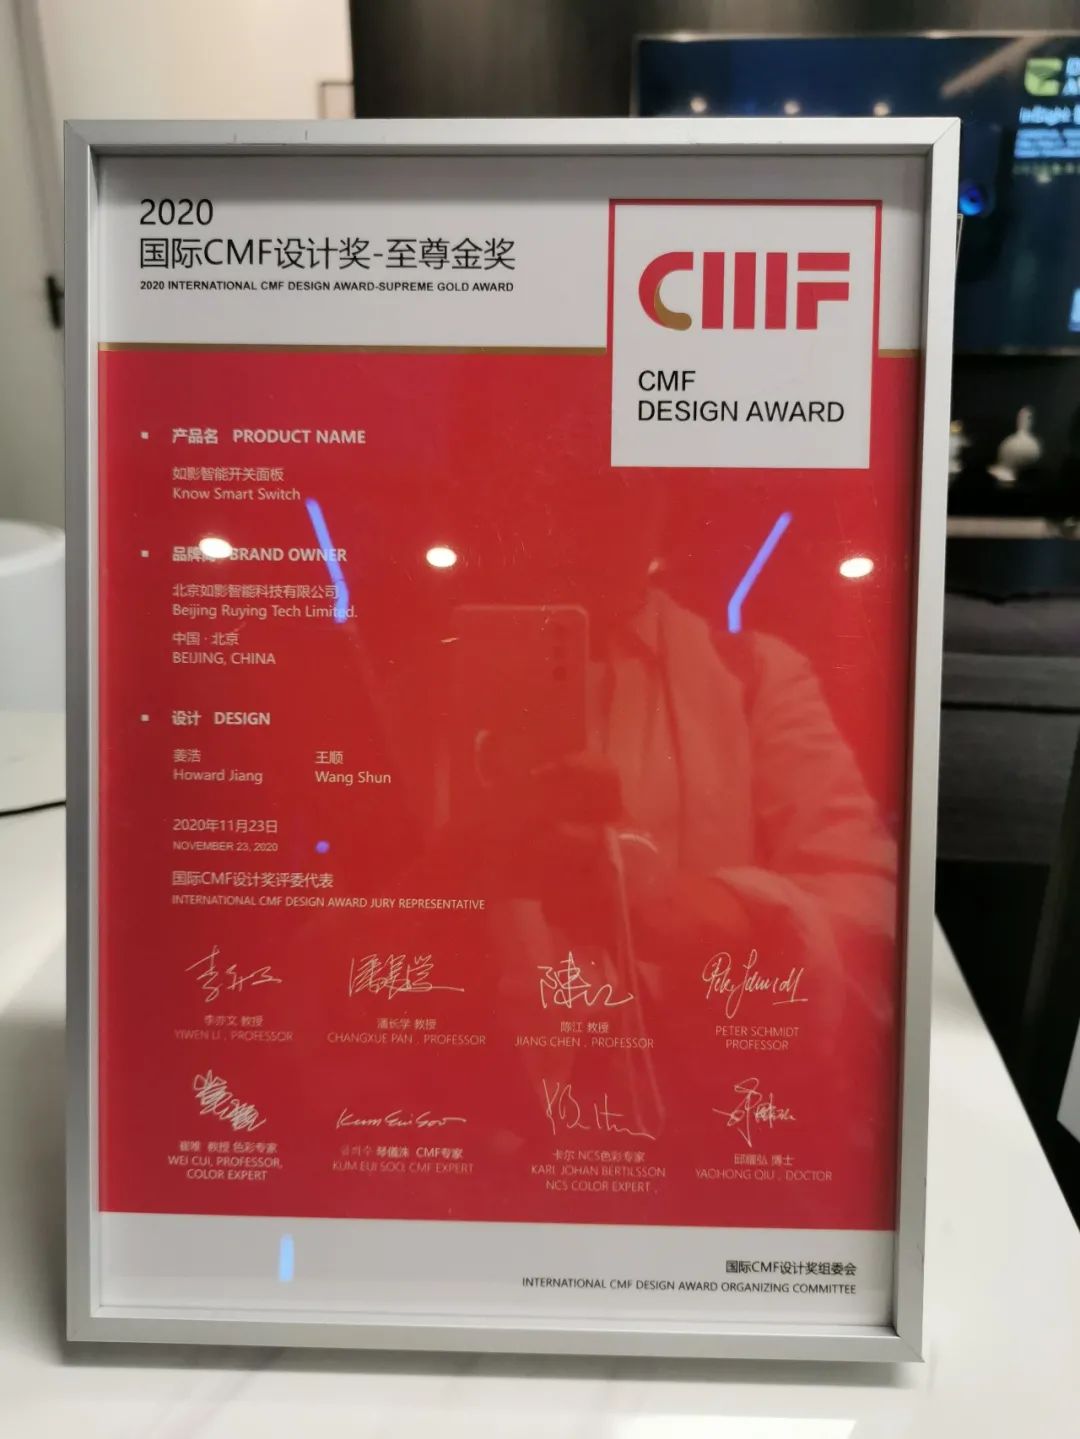 2020
国际CMF设计奖-至尊金奖
2020 INTERNATIONAL CMF DESIGN AWARD-SUPREME GOLD AWARD
CMF
CMF
DESIGN AWARD
产品名 PRODUCT NAME
如影智能开关面板
Know Smart Switch
品牌 BRAND OWNER
北京如影智能科技有限公司
Beijing Ruying Tech Limited.
中国·北京
BEIJING, CHINA
设计 DESIGN
姜浩 王顺
Howard Jiang Wang Shun
2020年11月23日
NOVEMBER 23, 2020
国际CMF设计奖评委代表
INTERNATIONAL CMF DESIGN AWARD JURY REPRESENTATIVE
李亦文 教授 潘长学 教授 陈江 教授 PETER SCHMIDT
YIWEN LI , PROFESSOR CHANGXUE PAN , PROFESSOR JIANG CHEN , PROFESSOR PROFESSOR
崔唯 教授 色彩专家 CMF专家 卡尔 NCS色彩专家 邱耀弘 博士
WEI CUI, PROFESSOR, KUM EUI SOO, CMF EXPERT KARL JOHAN BERTILSSON YAOHONG QIU , DOCTOR
COLOR EXPERT NCS COLOR EXPERT ,
国际CMF设计奖组委会
INTERNATIONAL CMF DESIGN AWARD ORGANIZING COMMITTEE